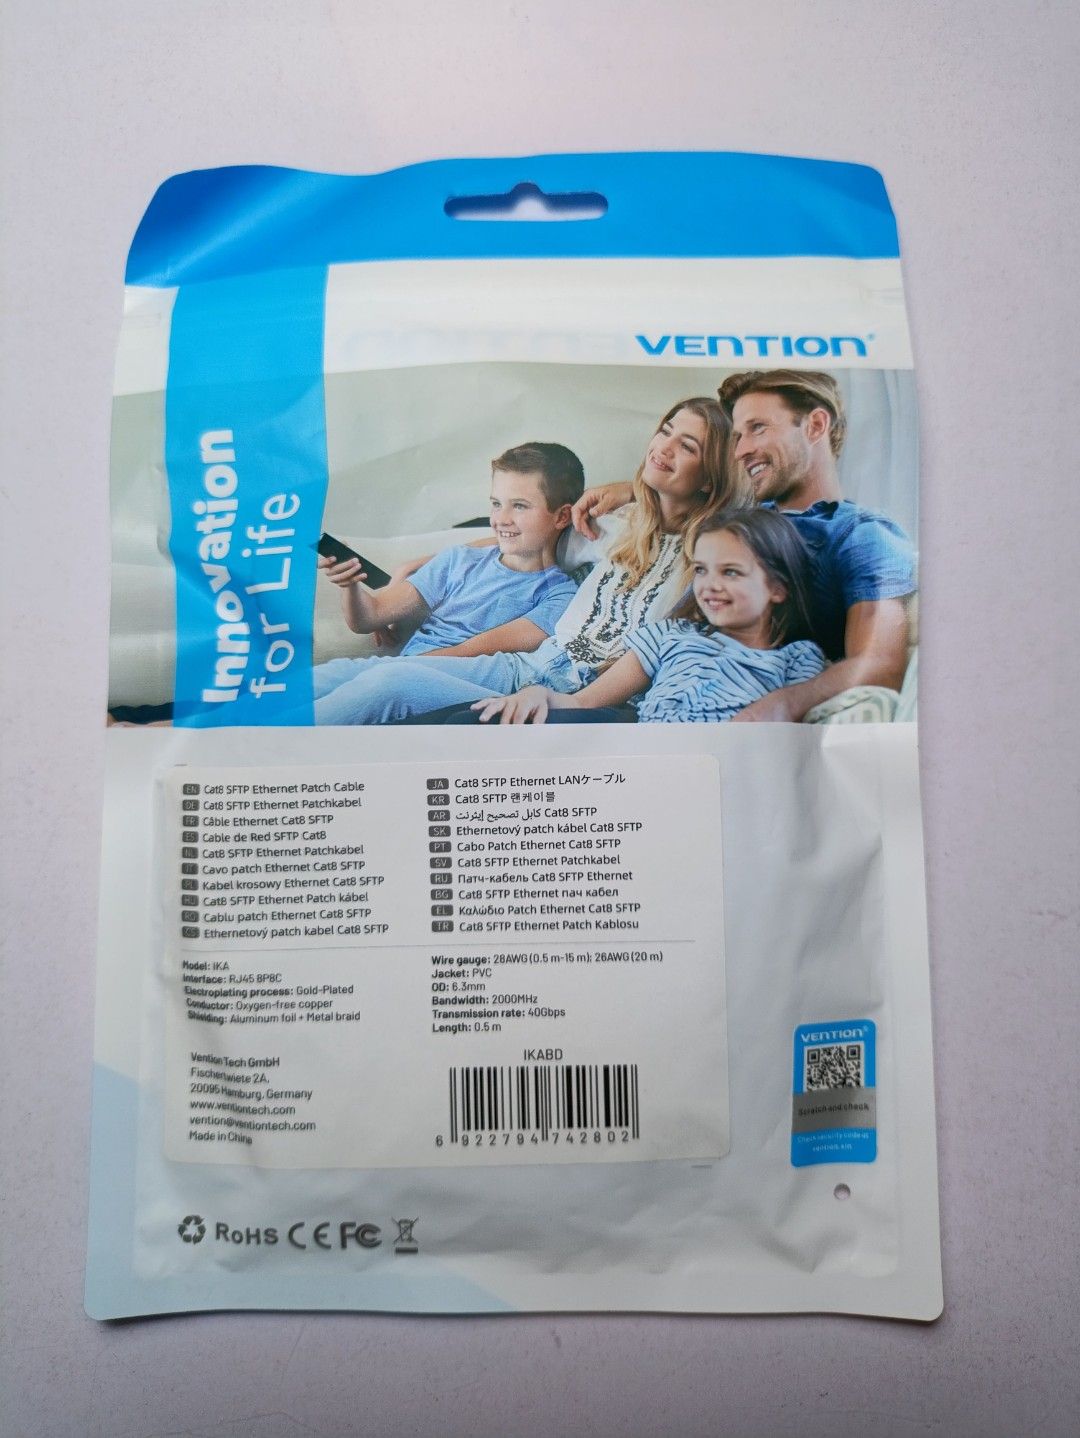 VENTION®
Innovation
for Life
EN Cat8 SFTP Ethernet Patch Cable
DE Cat8 SFTP Ethernet Patchkabel
FR Câble Ethernet Cat8 SFTP
ES Cable de Red SFTP Cat8
NL Cat8 SFTP Ethernet Patchkabel
IT Cavo patch Ethernet Cat8 SFTP
PL Kabel krosowy Ethernet Cat8 SFTP
HU Cat8 SFTP Ethernet Patch kábel
RO Cablu patch Ethernet Cat8 SFTP
CS Ethernetový patch kabel Cat8 SFTP
JA Cat8 SFTP Ethernet LANケーブル
KR Cat8 SFTP 랜케이블
AR كابل تصحيح إيثرنت Cat8 SFTP
SK Ethernetový patch kábel Cat8 SFTP
PT Cabo Patch Ethernet Cat8 SFTP
SV Cat8 SFTP Ethernet Patchkabel
RU Патч-кабель Cat8 SFTP Ethernet
BG Cat8 SFTP Ethernet пач кабел
EL Καλώδιο Patch Ethernet Cat8 SFTP
TR Cat8 SFTP Ethernet Patch Kablosu
Model: IKA
Interface: RJ45 8P8C
Electroplating process: Gold-Plated
Conductor: Oxygen-free copper
Shielding: Aluminum foil + Metal braid
Wire gauge: 28AWG (0.5 m-15 m); 26AWG (20 m)
Jacket: PVC
OD: 6.3mm
Bandwidth: 2000MHz
Transmission rate: 40Gbps
Length: 0.5 m
Vention Tech GmbH
Fischerwiete 2A,
20095 Hamburg, Germany
www.ventiontech.com
vention@ventiontech.com
Made in China
IKABD
6 922794 742802
VENTION®
Scratch and check
Check security code at
RoHS CE FC